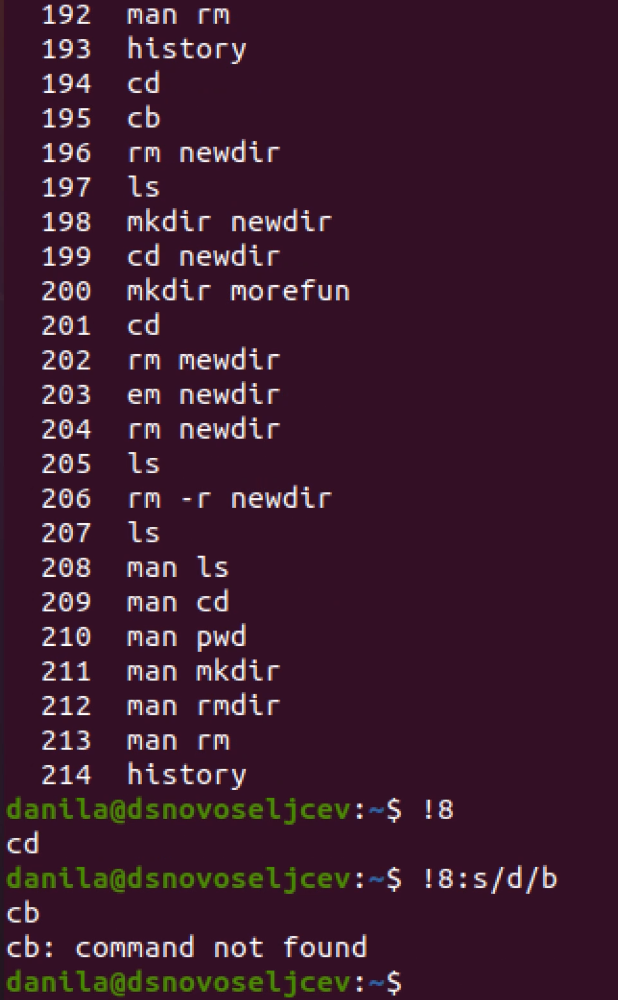 192 man rm
193 history
194 cd
195 cb
196 rm newdir
197 ls
198 mkdir newdir
199 cd newdir
200 mkdir morefun
201 cd
202 rm mewdir
203 em newdir
204 rm newdir
205 ls
206 rm -r newdir
207 ls
208 man ls
209 man cd
210 man pwd
211 man mkdir
212 man rmdir
213 man rm
214 history
danila@dsnovoseljcev:~$ !8
cd
danila@dsnovoseljcev:~$ !8:s/d/b
cb
cb: command not found
danila@dsnovoseljcev:~$